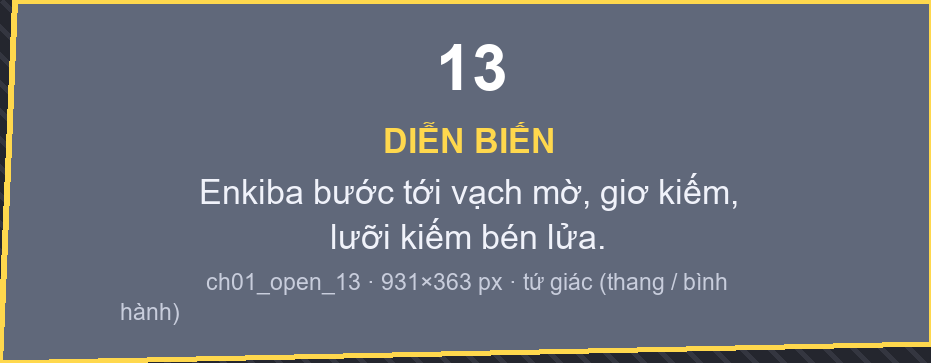 13
DIỄN BIẾN
Enkiba bước tới vạch mờ, giơ kiếm,
lưỡi kiếm bén lửa.
ch01_open_13 · 931×363 px · tứ giác (thang / bình
hành)